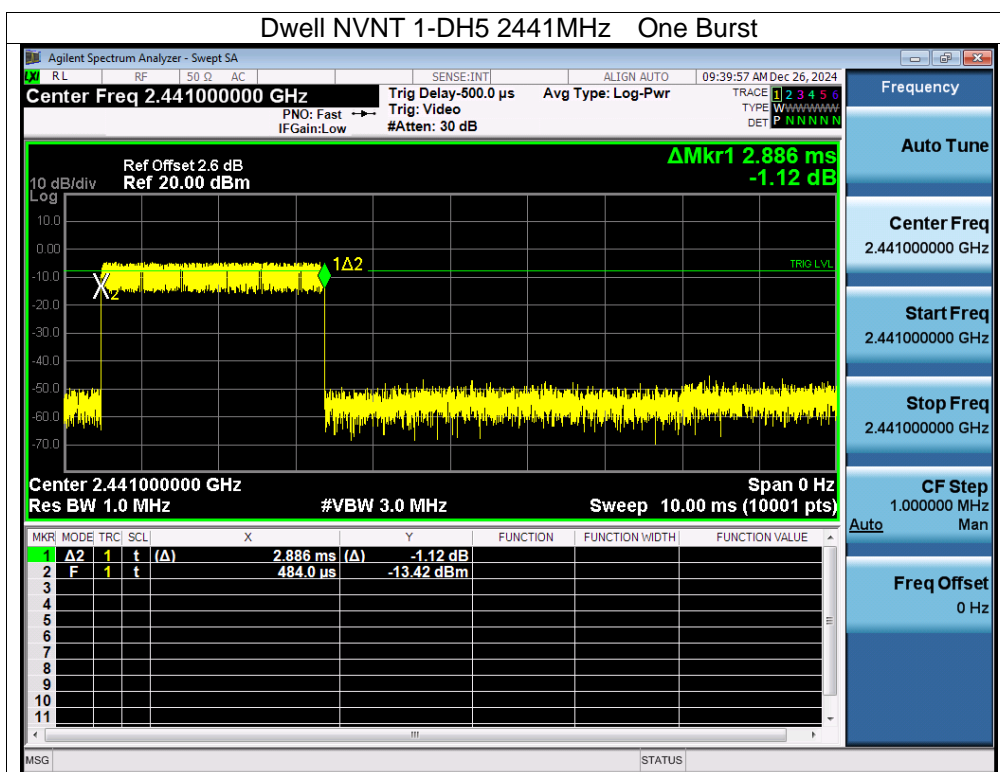 Dwell NVNT 1-DH5 2441MHz    One Burst
Agilent Spectrum Analyzer - Swept SA
LXI RL RF 50 Ω AC SENSE:INT ALIGN AUTO 09:39:57 AM Dec 26, 2024
Center Freq 2.441000000 GHz
PNO: Fast
IFGain:Low
Trig Delay-500.0 µs
Trig: Video
#Atten: 30 dB
Avg Type: Log-Pwr
TRACE 1 2 3 4 5 6
TYPE WWWWWW
DET P NNNNN
Frequency
Ref Offset 2.6 dB
10 dB/div Ref 20.00 dBm
Log
ΔMkr1 2.886 ms
-1.12 dB
10.0
0.00
-10.0
-20.0
-30.0
-40.0
-50.0
-60.0
-70.0
1Δ2
TRIG LVL
X2
Center 2.441000000 GHz Span 0 Hz
Res BW 1.0 MHz #VBW 3.0 MHz Sweep 10.00 ms (10001 pts)
MKR MODE TRC SCL X Y FUNCTION FUNCTION WIDTH FUNCTION VALUE
1 Δ2 1 t (Δ) 2.886 ms (Δ) -1.12 dB
2 F 1 t 484.0 µs -13.42 dBm
3
4
5
6
7
8
9
10
11
MSG STATUS
Auto Tune
Center Freq
2.441000000 GHz
Start Freq
2.441000000 GHz
Stop Freq
2.441000000 GHz
CF Step
1.000000 MHz
Auto Man
Freq Offset
0 Hz